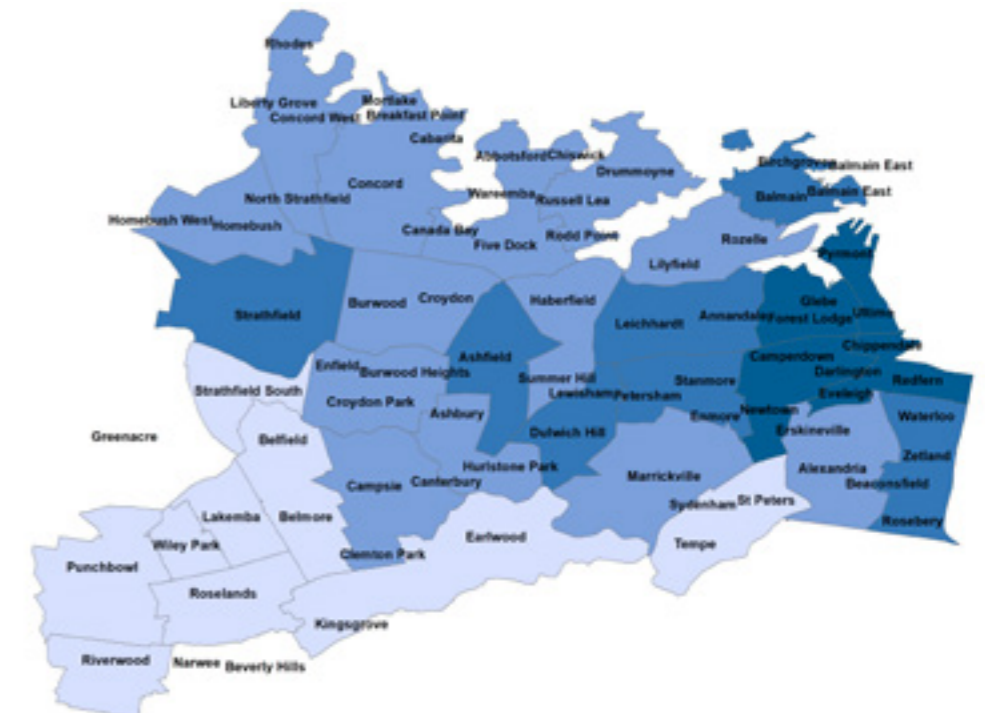 Rhodes
Liberty Grove
Mortlake
Concord West
Breakfast Point
Cabarita
Abbotsford
Chiswick
Birchgrove
Balmain East
Drummoyne
Concord
Balmain
Balmain East
North Strathfield
Wareemba
Russell Lea
Homebush West
Homebush
Canada Bay
Five Dock
Rodd Point
Rozelle
Pyrmont
Lilyfield
Burwood
Croydon
Haberfield
Glebe
Strathfield
Leichhardt
Annandale
Forest Lodge
Ultimo
Chippendale
Ashfield
Camperdown
Enfield
Burwood Heights
Summer Hill
Stanmore
Darlington
Redfern
Strathfield South
Lewisham
Petersham
Eveleigh
Croydon Park
Ashbury
Enmore
Newtown
Waterloo
Greenacre
Belfield
Dulwich Hill
Erskineville
Zetland
Hurlstone Park
Alexandria
Campsie
Canterbury
Marrickville
Beaconsfield
Sydenham
St Peters
Lakemba
Belmore
Rosebery
Wiley Park
Earlwood
Tempe
Clemton Park
Punchbowl
Roselands
Kingsgrove
Riverwood
Narwee
Beverly Hills